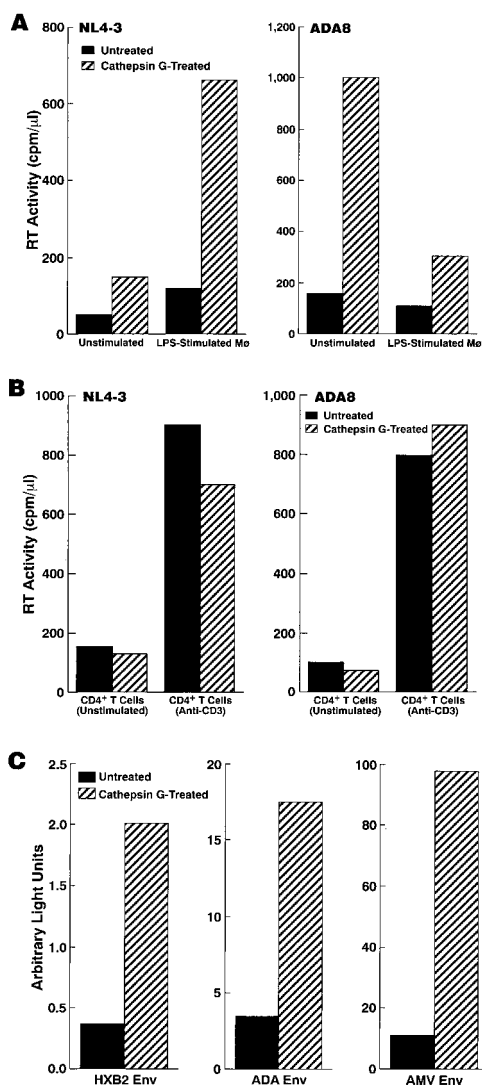 A
NL4-3
ADA8
Untreated
Cathepsin G-Treated
RT Activity (cpm/µl)
800
600
400
200
0
Unstimulated
LPS-Stimulated Mø
1,200
1,000
800
600
400
200
0
Unstimulated
LPS-Stimulated Mø
B
NL4-3
ADA8
RT Activity (cpm/µl)
1000
800
600
400
200
0
CD4+ T Cells
(Unstimulated)
CD4+ T Cells
(Anti-CD3)
Untreated
Cathepsin G-Treated
1,000
800
600
400
200
0
CD4+ T Cells
(Unstimulated)
CD4+ T Cells
(Anti-CD3)
C
Untreated
Cathepsin G-Treated
Arbitrary Light Units
2.5
2.0
1.5
1.0
0.5
0.0
HXB2 Env
20
15
10
5
0
ADA Env
100
80
60
40
20
0
AMV Env